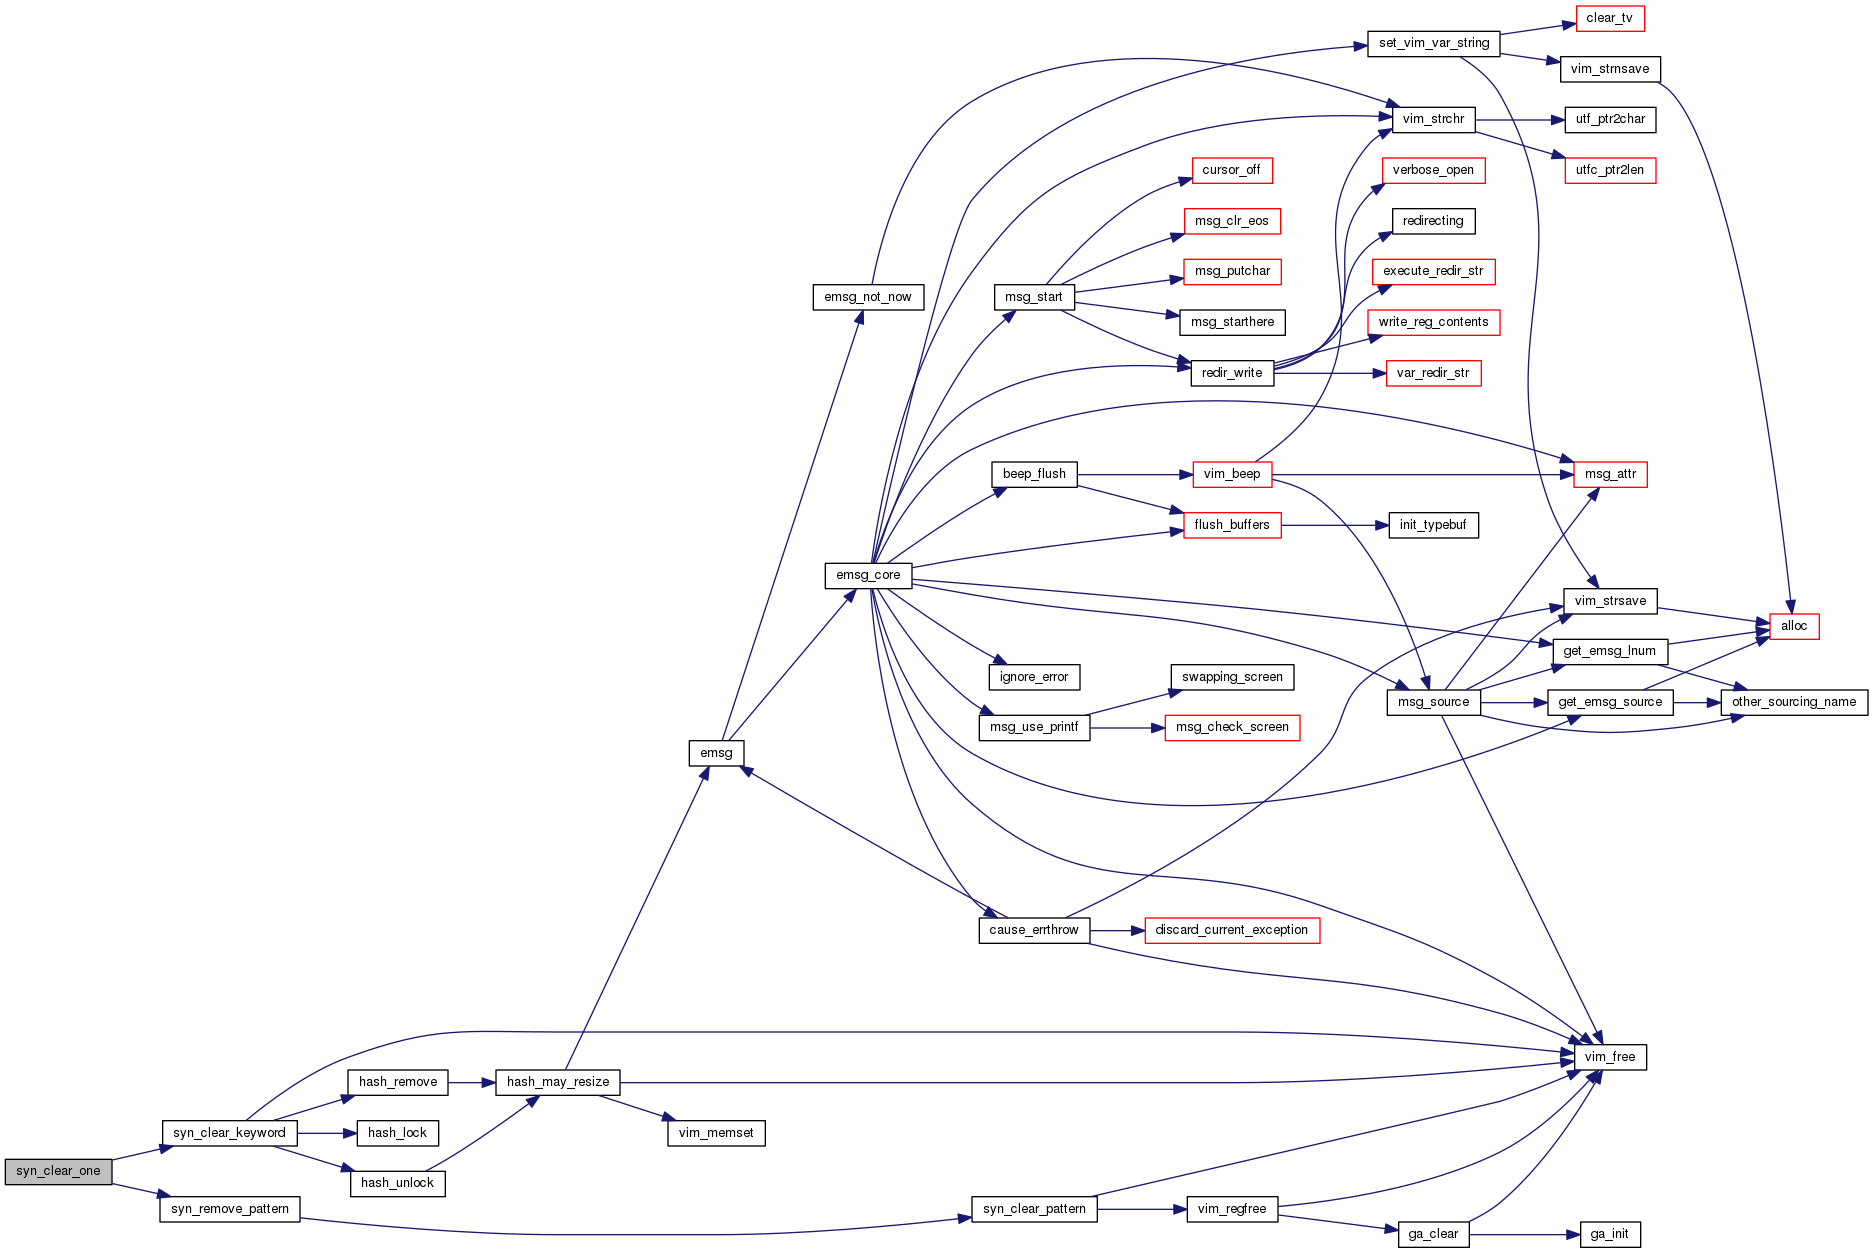 clear_tv
set_vim_var_string
vim_strnsave
vim_strchr
utf_ptr2char
cursor_off
verbose_open
utfc_ptr2len
msg_clr_eos
redirecting
msg_putchar
execute_redir_str
emsg_not_now
msg_start
msg_starthere
write_reg_contents
redir_write
var_redir_str
beep_flush
vim_beep
msg_attr
flush_buffers
init_typebuf
emsg_core
vim_strsave
alloc
get_emsg_lnum
ignore_error
swapping_screen
msg_source
get_emsg_source
other_sourcing_name
msg_use_printf
msg_check_screen
emsg
cause_errthrow
discard_current_exception
vim_free
hash_remove
hash_may_resize
syn_clear_keyword
hash_lock
vim_memset
syn_clear_one
hash_unlock
syn_remove_pattern
syn_clear_pattern
vim_regfree
ga_clear
ga_init